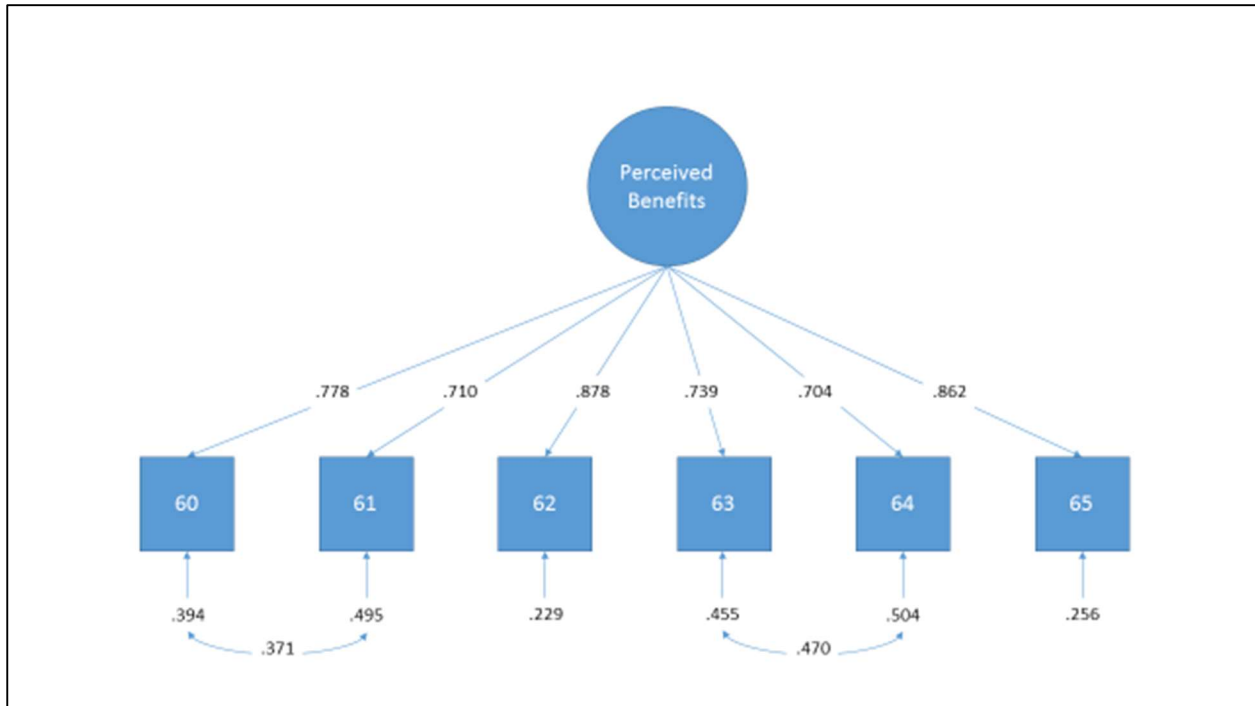 Perceived
Benefits
.778 .710 .878 .739 .704 .862
60 61 62 63 64 65
.394 .495 .229 .455 .504 .256
.371 .470